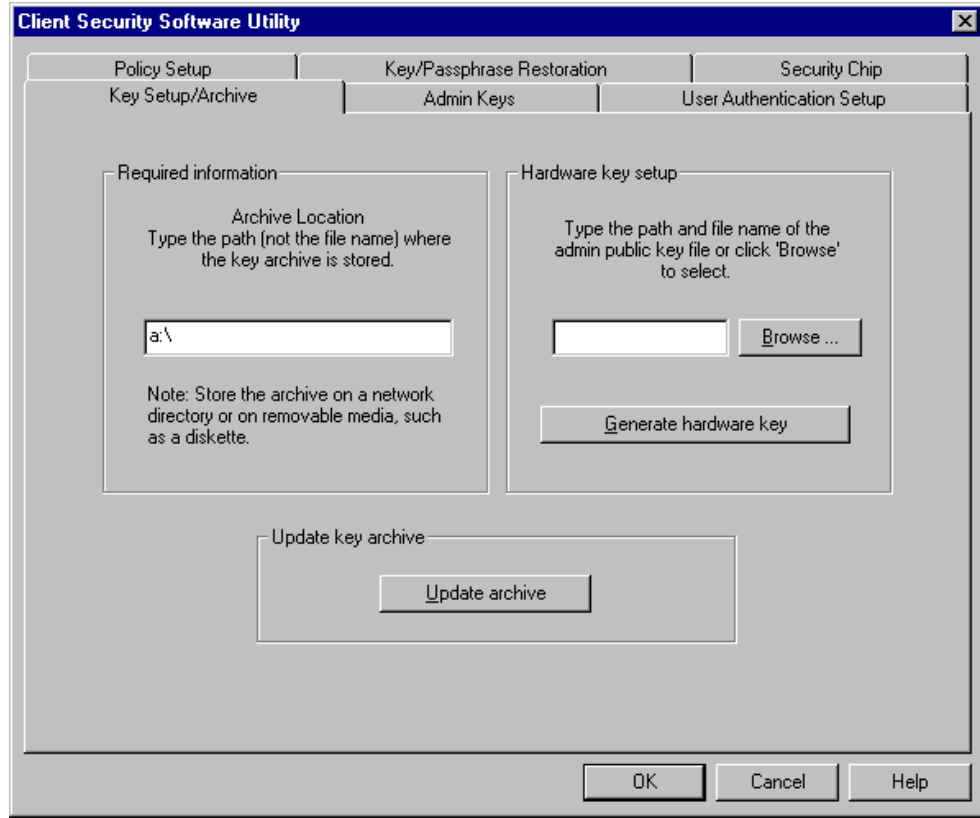 Client Security Software Utility
Policy Setup
Key/Passphrase Restoration
Security Chip
Key Setup/Archive
Admin Keys
User Authentication Setup
Required information
Archive Location
Type the path (not the file name) where
the key archive is stored.
a:\
Note: Store the archive on a network
directory or on removable media, such
as a diskette.
Hardware key setup
Type the path and file name of the
admin public key file or click 'Browse'
to select.
Browse ...
Generate hardware key
Update key archive
Update archive
OK
Cancel
Help